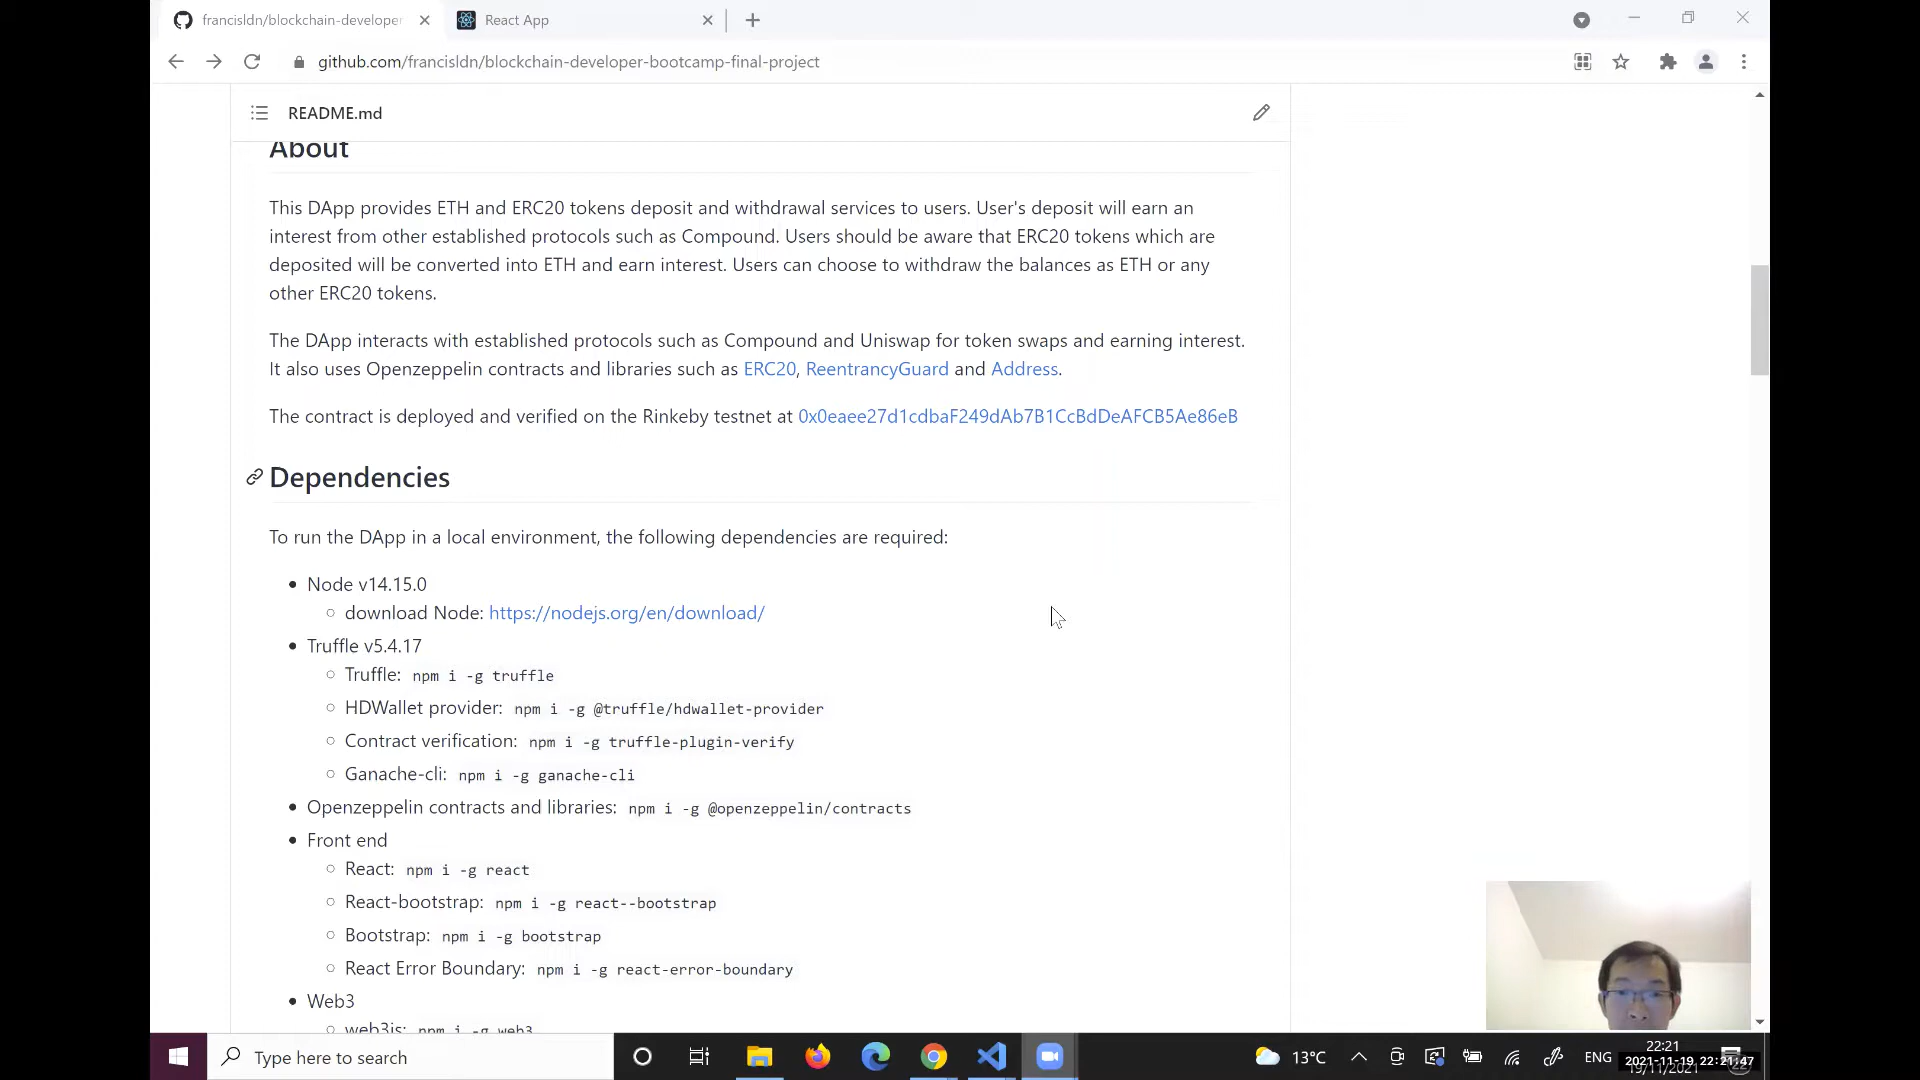 francisldn/blockchain-developer
React App
github.com/francisldn/blockchain-developer-bootcamp-final-project
README.md
About
This DApp provides ETH and ERC20 tokens deposit and withdrawal services to users. User's deposit will earn an
interest from other established protocols such as Compound. Users should be aware that ERC20 tokens which are
deposited will be converted into ETH and earn interest. Users can choose to withdraw the balances as ETH or any
other ERC20 tokens.
The DApp interacts with established protocols such as Compound and Uniswap for token swaps and earning interest.
It also uses Openzeppelin contracts and libraries such as ERC20, ReentrancyGuard and Address.
The contract is deployed and verified on the Rinkeby testnet at 0x0eaee27d1cdbaF249dAb7B1CcBdDeAFCB5Ae86eB
Dependencies
To run the DApp in a local environment, the following dependencies are required:
Node v14.15.0
download Node: https://nodejs.org/en/download/
Truffle v5.4.17
Truffle: npm i -g truffle
HDWallet provider: npm i -g @truffle/hdwallet-provider
Contract verification: npm i -g truffle-plugin-verify
Ganache-cli: npm i -g ganache-cli
Openzeppelin contracts and libraries: npm i -g @openzeppelin/contracts
Front end
React: npm i -g react
React-bootstrap: npm i -g react--bootstrap
Bootstrap: npm i -g bootstrap
React Error Boundary: npm i -g react-error-boundary
Web3
web3js: npm i -g web3
Type here to search
13°C
ENG
22:21
2021-11-19, 22:21:47
19/11/2021